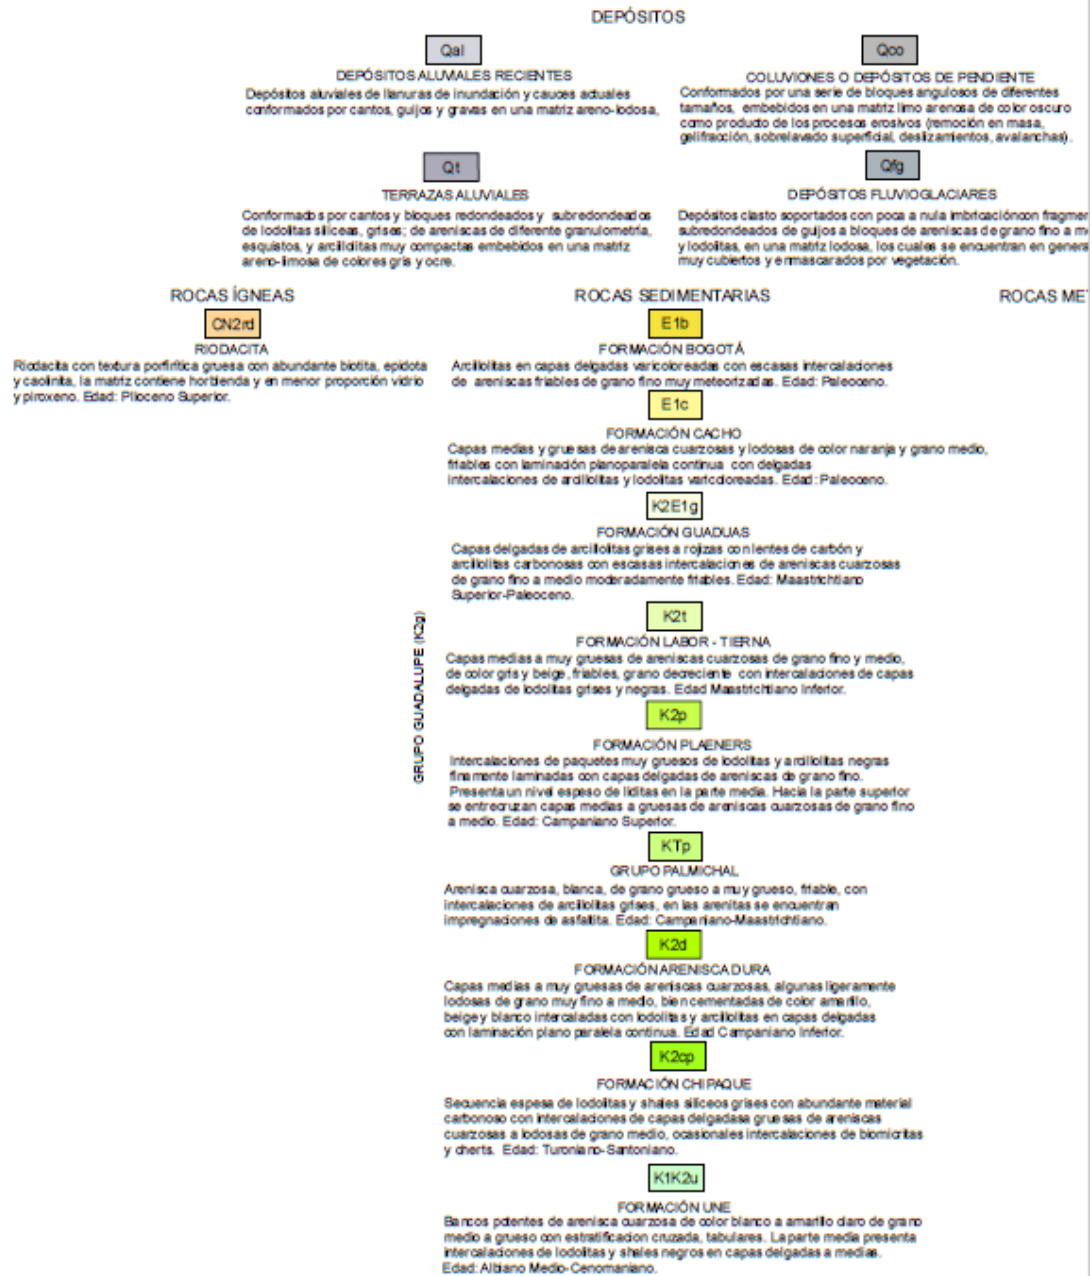 DEPÓSITOS
Qal
DEPÓSITOS ALUVIALES RECIENTES
Depósitos aluviales de llanuras de inundación y cauces actuales
conformados por cantos, guijos y gravas en una matriz areno-lodosa,
Qco
COLUVIONES O DEPÓSITOS DE PENDIENTE
Conformados por una serie de bloques angulosos de diferentes
tamaños, embebidos en una matriz limo arenosa de color oscuro
como producto de los procesos erosivos (remoción en masa,
gelifracción, sobrelavado superficial, deslizamientos, avalanchas).
Qt
TERRAZAS ALUVIALES
Conformados por cantos y bloques redondeados y subredondeados
de lodolitas silíceas, grises; de areniscas de diferente granulometría,
esquistos, y arcillolitas muy compactas embebidos en una matriz
areno-limosa de colores gris y ocre.
Qfg
DEPÓSITOS FLUVIOGLACIARES
Depósitos clasto soportados con poca a nula imbricación con fragme
subredondeados de guijos a bloques de areniscas de grano fino a m
y lodolitas, en una matriz lodosa, los cuales se encuentran en genera
muy cubiertos y enmascarados por vegetación.
ROCAS ÍGNEAS
CN2rd
RIODACITA
Riodacita con textura porfirítica gruesa con abundante biotita, epidota
y caolinita, la matriz contiene horblenda y en menor proporción vidrio
y piroxeno. Edad: Plioceno Superior.
ROCAS SEDIMENTARIAS
E1b
FORMACIÓN BOGOTÁ
Arcillolitas en capas delgadas varicoloreadas con escasas intercalaciones
de areniscas friables de grano fino muy meteorizadas. Edad: Paleoceno.
E1c
FORMACIÓN CACHO
Capas medias y gruesas de arenisca cuarzosas y lodosas de color naranja y grano medio,
friables con laminación planoparalela continua con delgadas
intercalaciones de arcillolitas y lodolitas varicoloreadas. Edad: Paleoceno.
K2E1g
FORMACIÓN GUADUAS
Capas delgadas de arcillolitas grises a rojizas con lentes de carbón y
arcillolitas carbonosas con escasas intercalaciones de areniscas cuarzosas
de grano fino a medio moderadamente friables. Edad: Maastrichtiano
Superior-Paleoceno.
GRUPO GUADALUPE (K2g)
K2t
FORMACIÓN LABOR - TIERNA
Capas medias a muy gruesas de areniscas cuarzosas de grano fino y medio,
de color gris y beige, friables, grano decreciente con intercalaciones de capas
delgadas de lodolitas grises y negras. Edad Maastrichtiano Inferior.
K2p
FORMACIÓN PLAENERS
Intercalaciones de paquetes muy gruesos de lodolitas y arcillolitas negras
finamente laminadas con capas delgadas de areniscas de grano fino.
Presenta un nivel espeso de liditas en la parte media. Hacia la parte superior
se entrecruzan capas medias a gruesas de areniscas cuarzosas de grano fino
a medio. Edad: Campaniano Superior.
KTp
GRUPO PALMICHAL
Arenisca cuarzosa, blanca, de grano grueso a muy grueso, friable, con
intercalaciones de arcillolitas grises, en las arenitas se encuentran
impregnaciones de asfaltita. Edad: Campaniano-Maastrichtiano.
K2d
FORMACIÓN ARENISCA DURA
Capas medias a muy gruesas de areniscas cuarzosas, algunas ligeramente
lodosas de grano muy fino a medio, bien cementadas de color amarillo,
beige y blanco intercaladas con lodolitas y arcillolitas en capas delgadas
con laminación plano paralela continua. Edad Campaniano Inferior.
K2cp
FORMACIÓN CHIPAQUE
Secuencia espesa de lodolitas y shales silíceos grises con abundante material
carbonoso con intercalaciones de capas delgadasa gruesas de areniscas
cuarzosas a lodosas de grano medio, ocasionales intercalaciones de biomicritas
y cherts. Edad: Turoniano-Santoniano.
K1K2u
FORMACIÓN UNE
Bancos potentes de arenisca cuarzosa de color blanco a amarillo claro de grano
medio a grueso con estratificacion cruzada, tabulares. La parte media presenta
intercalaciones de lodolitas y shales negros en capas delgadas a medias.
Edad: Albiano Medio-Cenomaniano.
ROCAS ME